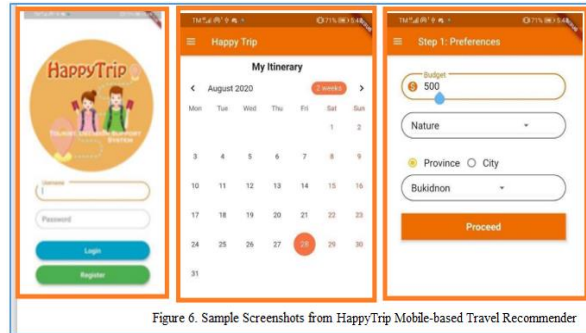 HappyTrip
SYSTEM
Username
Password
Login
Register
Happy Trip
My Itinerary
August 2020
2 weeks
Mon Tue Wed Thu Fri Sat Sun
1 2
3 4 5 6 7 8 9
10 11 12 13 14 15 16
17 18 19 20 21 22 23
24 25 26 27 28 29 30
31
Step 1: Preferences
Budget
500
Nature
Province City
Bukidnon
Proceed
Figure 6. Sample Screenshots from HappyTrip Mobile-based Travel Recommender